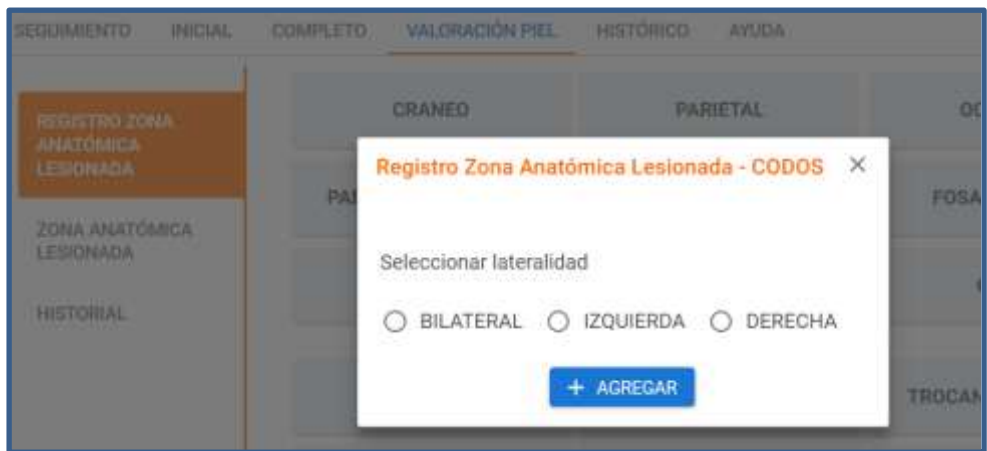 SEGUIMIENTO INICIAL COMPLETO VALORACIÓN PIEL HISTÓRICO AYUDA
REGISTRO ZONA
ANATÓMICA
LESIONADA
ZONA ANATÓMICA
LESIONADA
HISTORIAL
CRANEO PARIETAL
FOSA
Registro Zona Anatómica Lesionada - CODOS ×
Seleccionar lateralidad
BILATERAL IZQUIERDA DERECHA
+ AGREGAR